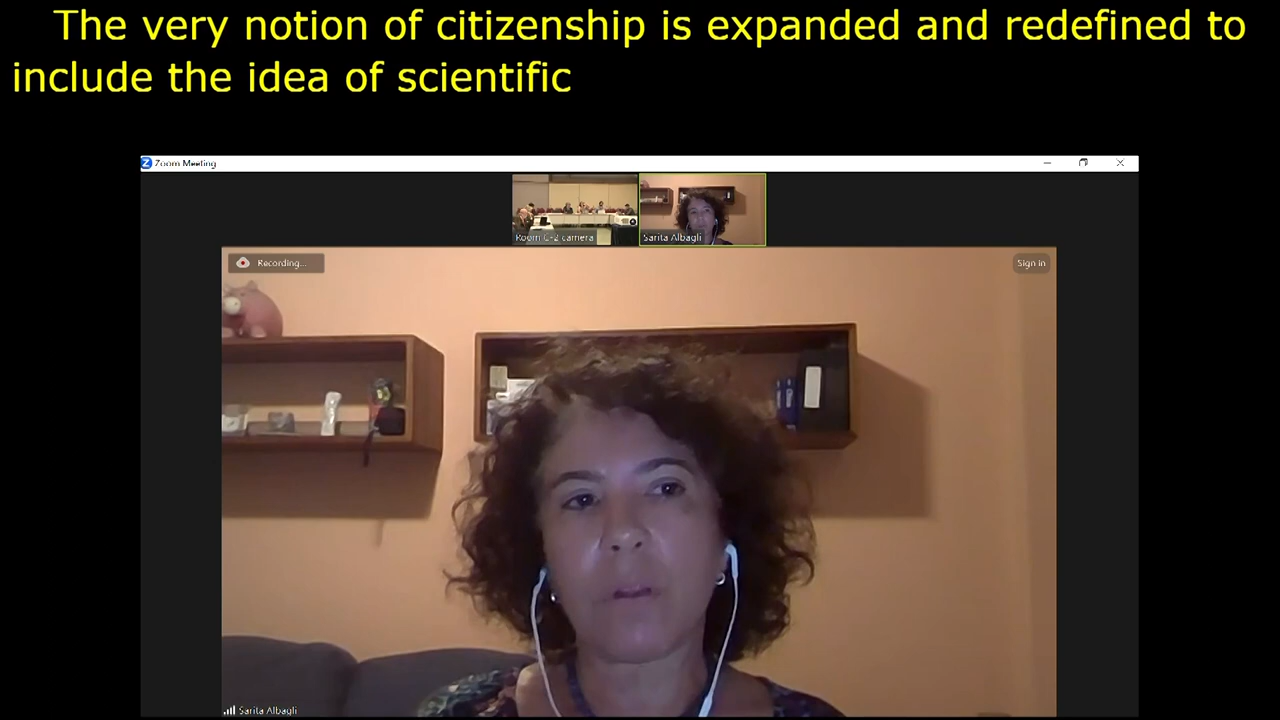 The very notion of citizenship is expanded and redefined to
include the idea of scientific
Zoom Meeting
Room C-2 camera
Sarita Albagli
Recording...
Sign in
Sarita Albagli